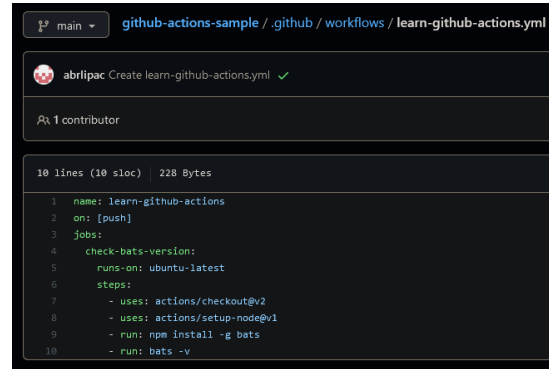 main github-actions-sample / .github / workflows / learn-github-actions.yml
abrlipac Create learn-github-actions.yml
1 contributor
10 lines (10 sloc) 228 Bytes
1 name: learn-github-actions
2 on: [push]
3 jobs:
4 check-bats-version:
5 runs-on: ubuntu-latest
6 steps:
7 - uses: actions/checkout@v2
8 - uses: actions/setup-node@v1
9 - run: npm install -g bats
10 - run: bats -v